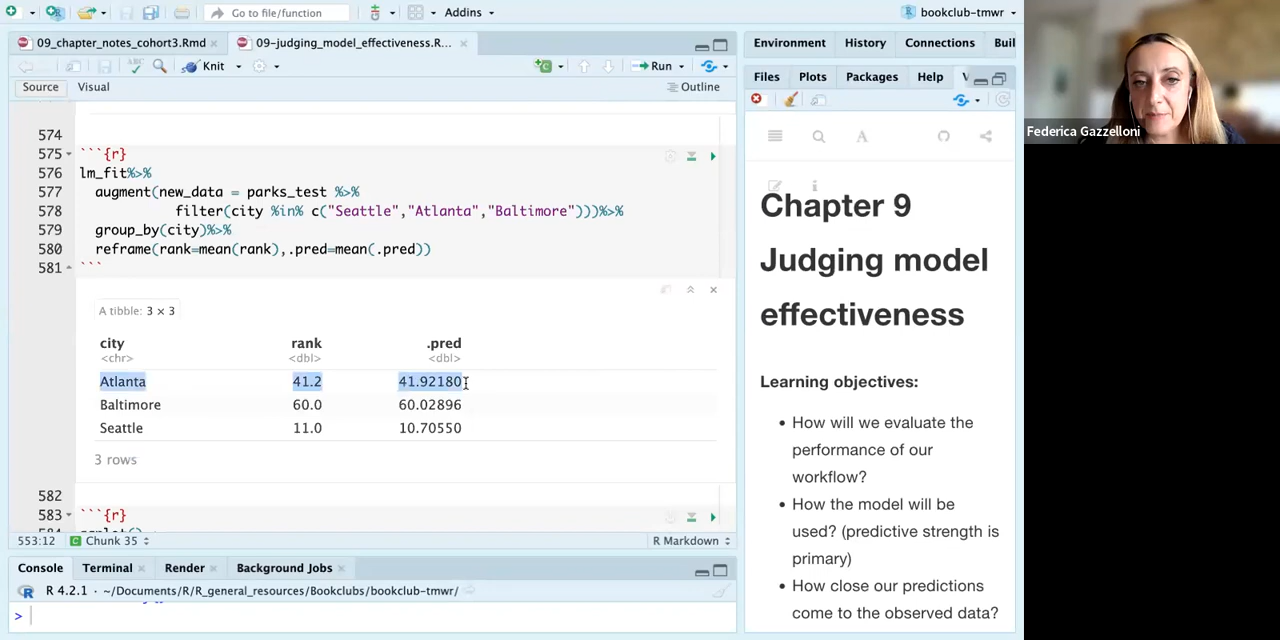 Go to file/function
Addins
bookclub-tmwr
09_chapter_notes_cohort3.Rmd
09-judging_model_effectiveness.R...
Knit
Run
Source
Visual
Outline
574
575 ```{r}
576 lm_fit%>%
577 augment(new_data = parks_test %>%
578 filter(city %in% c("Seattle","Atlanta","Baltimore")))%>%
579 group_by(city)%>%
580 reframe(rank=mean(rank),.pred=mean(.pred))
581 ```
A tibble: 3 × 3
city rank .pred
<chr> <dbl> <dbl>
Atlanta 41.2 41.92180
Baltimore 60.0 60.02896
Seattle 11.0 10.70550
3 rows
582
583 ```{r}
553:12 Chunk 35 R Markdown
Console Terminal Render Background Jobs
R 4.2.1 · ~/Documents/R/R_general_resources/Bookclubs/bookclub-tmwr/
>
Environment History Connections Buil
Files Plots Packages Help V
A
Chapter 9
Judging model
effectiveness
Learning objectives:
• How will we evaluate the
performance of our
workflow?
• How the model will be
used? (predictive strength is
primary)
• How close our predictions
come to the observed data?
Federica Gazzelloni